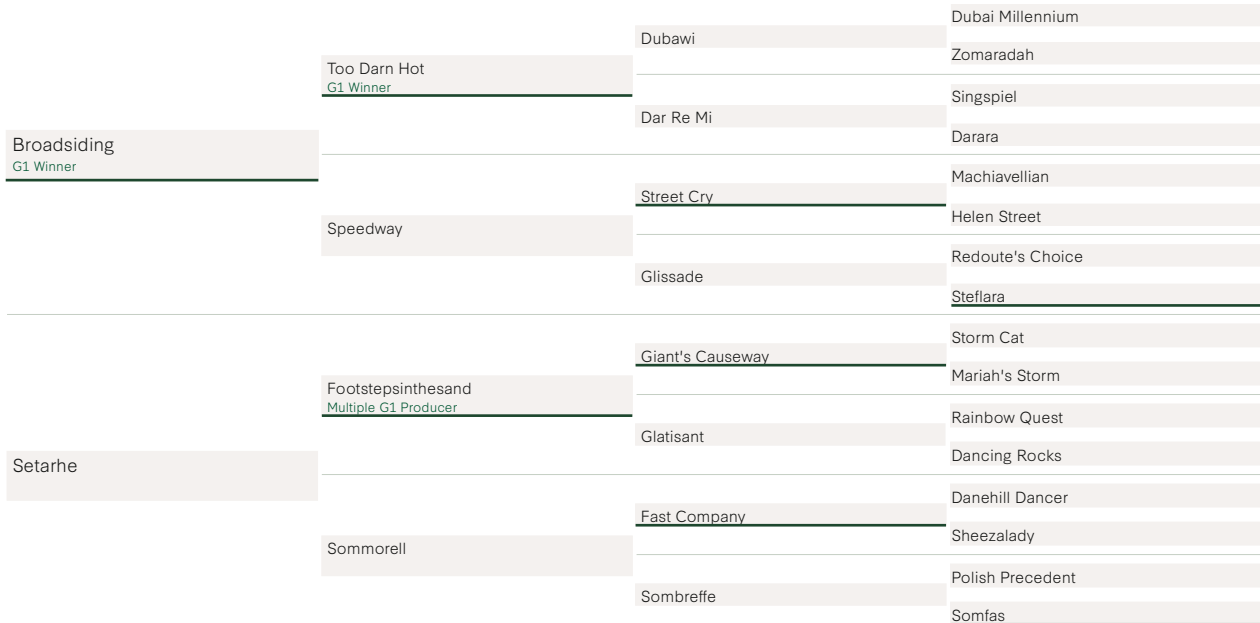 Dubai Millennium
Dubawi
Zomaradah
Too Darn Hot
G1 Winner
Singspiel
Dar Re Mi
Darara
Broadsiding
G1 Winner
Machiavellian
Street Cry
Helen Street
Speedway
Redoute's Choice
Glissade
Steflara
Storm Cat
Giant's Causeway
Mariah's Storm
Footstepsinthesand
Multiple G1 Producer
Rainbow Quest
Glatisant
Dancing Rocks
Setarhe
Danehill Dancer
Fast Company
Sheezalady
Sommorell
Polish Precedent
Sombreffe
Somfas